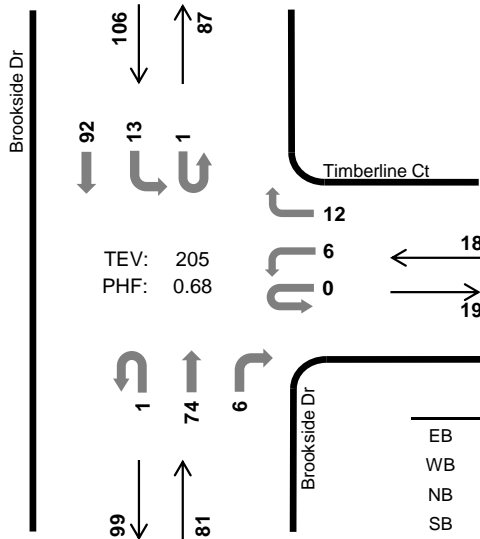 106
87
Brookside Dr
92
13
1
Timberline Ct
12
TEV: 205
6
18
PHF: 0.68
0
19
1
74
6
Brookside Dr
EB
WB
NB
SB
99
81